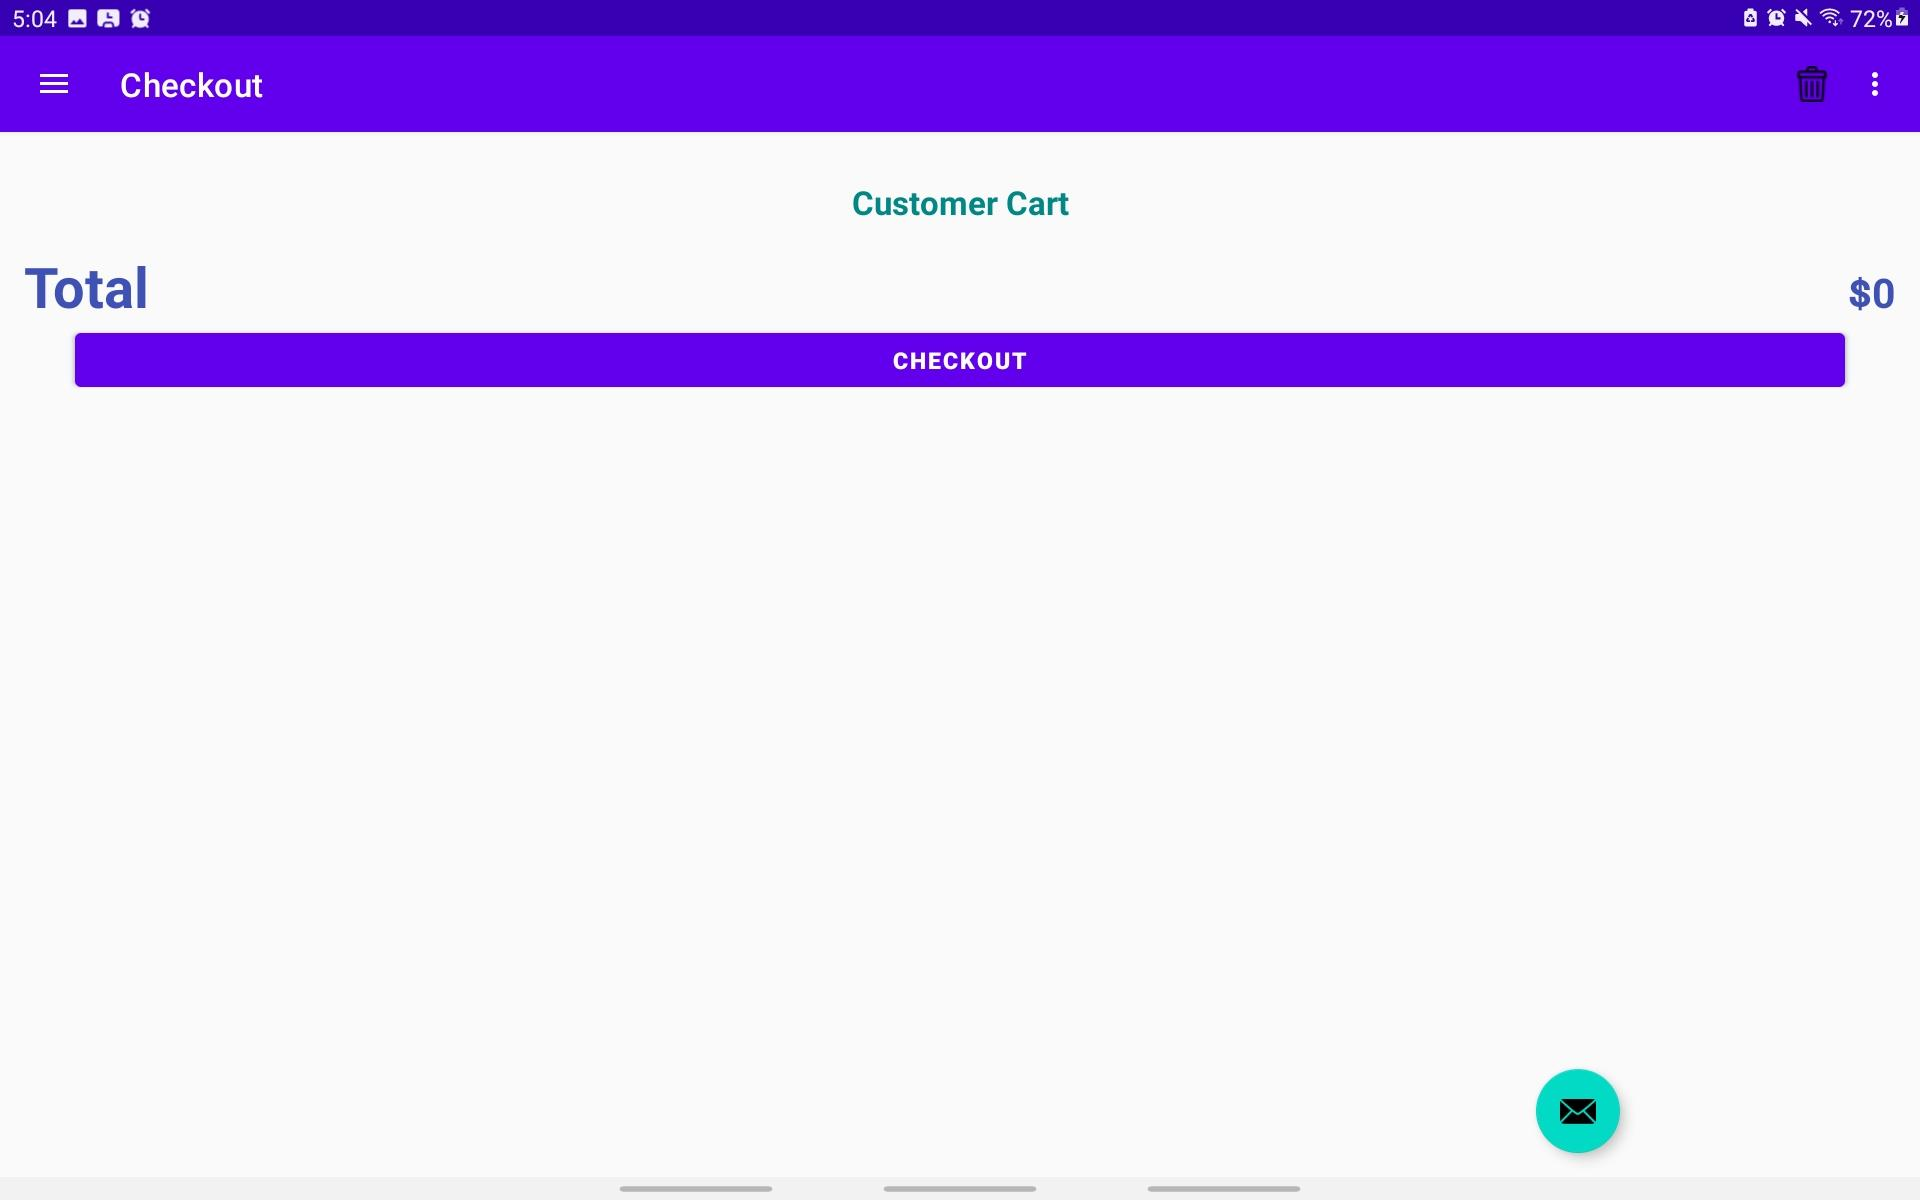 5:04 72%
Checkout
Customer Cart
Total $0
CHECKOUT